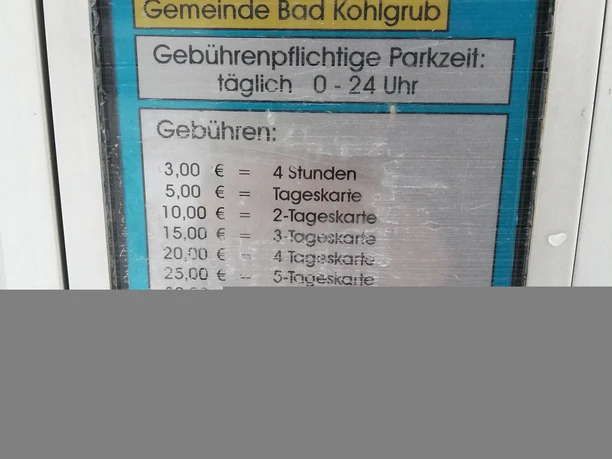 Gemeinde Bad Kohlgrub
Gebührenpflichtige Parkzeit:
täglich 0 - 24 Uhr
Gebühren:
3,00 € = 4 Stunden
5,00 € = Tageskarte
10,00 € = 2-Tageskarte
15,00 € = 3-Tageskarte
20,00 € = 4 Tageskarte
25,00 € = 5-Tageskarte